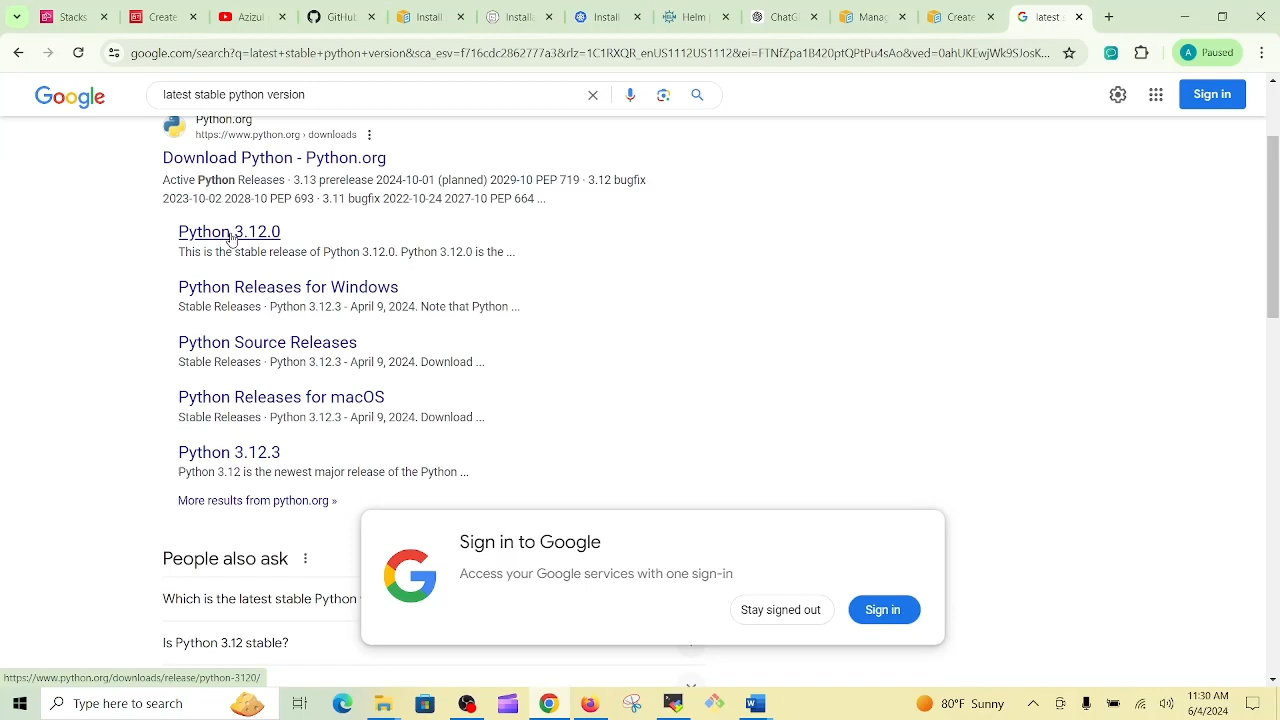 Stacks
Create
Azizul
GitHub
Install
Installa
Install
Helm
ChatG
Manag
Create
latest
google.com/search?q=latest+stable+python+version&sca_esv=f716cdc2862777a3&rlz=1C1RXQR_enUS1112US1112&ei=FTNfZpa18420ptQPtPu4sAo&ved=0ahUKEwjWk9SJosK...
A Paused
Google
latest stable python version
Sign in
Python.org
https://www.python.org › downloads
Download Python - Python.org
Active Python Releases · 3.13 prerelease 2024-10-01 (planned) 2029-10 PEP 719 · 3.12 bugfix
2023-10-02 2028-10 PEP 693 · 3.11 bugfix 2022-10-24 2027-10 PEP 664 ...
Python 3.12.0
This is the stable release of Python 3.12.0. Python 3.12.0 is the ...
Python Releases for Windows
Stable Releases · Python 3.12.3 - April 9, 2024. Note that Python ...
Python Source Releases
Stable Releases · Python 3.12.3 - April 9, 2024. Download ...
Python Releases for macOS
Stable Releases · Python 3.12.3 - April 9, 2024. Download ...
Python 3.12.3
Python 3.12 is the newest major release of the Python ...
More results from python.org »
Sign in to Google
Access your Google services with one sign-in
Stay signed out
Sign in
People also ask
Which is the latest stable Python
Is Python 3.12 stable?
https://www.python.org/downloads/release/python-3120/
Type here to search
80°F Sunny
11:30 AM
6/4/2024